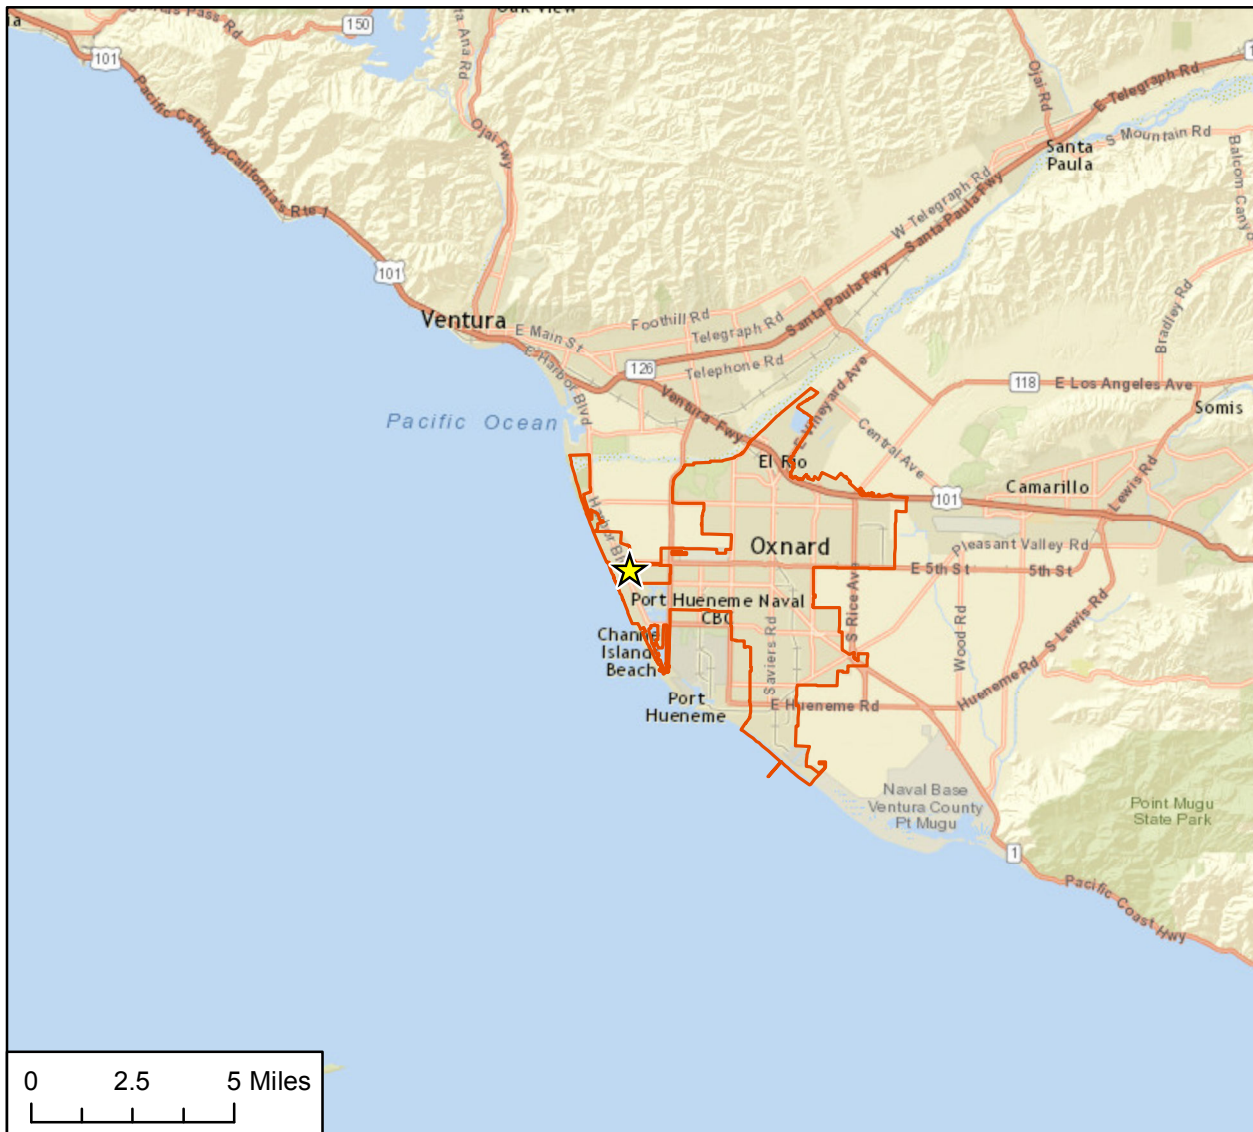 150
101
Pacific Cst Hwy
California's Rte 1
Ojai Fwy
101
Ventura
E Main St
E Harbor Blvd
126
Foothill Rd
Telegraph Rd
Telephone Rd
Santa Paula Fwy
Santa Paula Fwy
W Telegraph Rd
E Telegraph Rd
Ojai Rd
Santa
Paula
S Mountain Rd
Bradley Rd
118
E Los Angeles Ave
Somis
Pacific Ocean
Ventura Fwy
E Vineyard Ave
Central Ave
El Rio
101
Camarillo
Lewis Rd
Pleasant Valley Rd
Oxnard
E 5th St
5th St
S Rice Ave
Port Hueneme Naval
CBC
Wood Rd
S Lewis Rd
Saviers Rd
Hueneme Rd
E Hueneme Rd
Port
Hueneme
Beach
Naval Base
Ventura County
Pt Mugu
Point Mugu
State Park
1
Pacific Coast Hwy
0 2.5 5 Miles